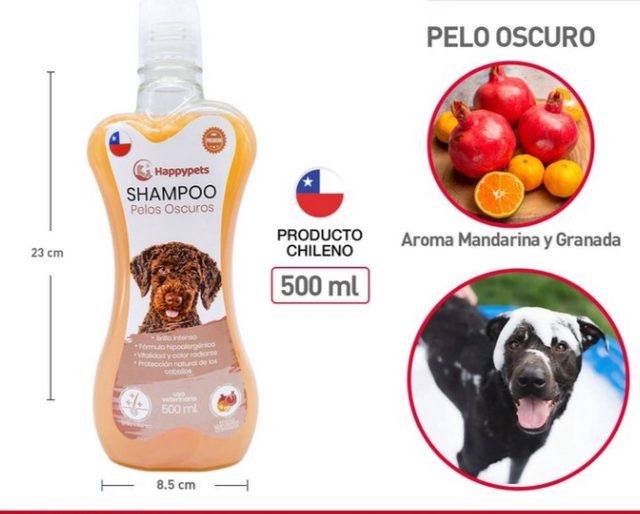 PELO OSCURO
PREMIUM
Happypets
SHAMPOO
Pelos Oscuros
Aroma Mandarina y Granada
23 cm
PRODUCTO
CHILENO
500 ml
• Brillo intenso
• Fórmula hipoalergénica
• Vitalidad y color radiante
• Protección natural de los
cabellos
USO
Veterinario
500 ml
8.5 cm